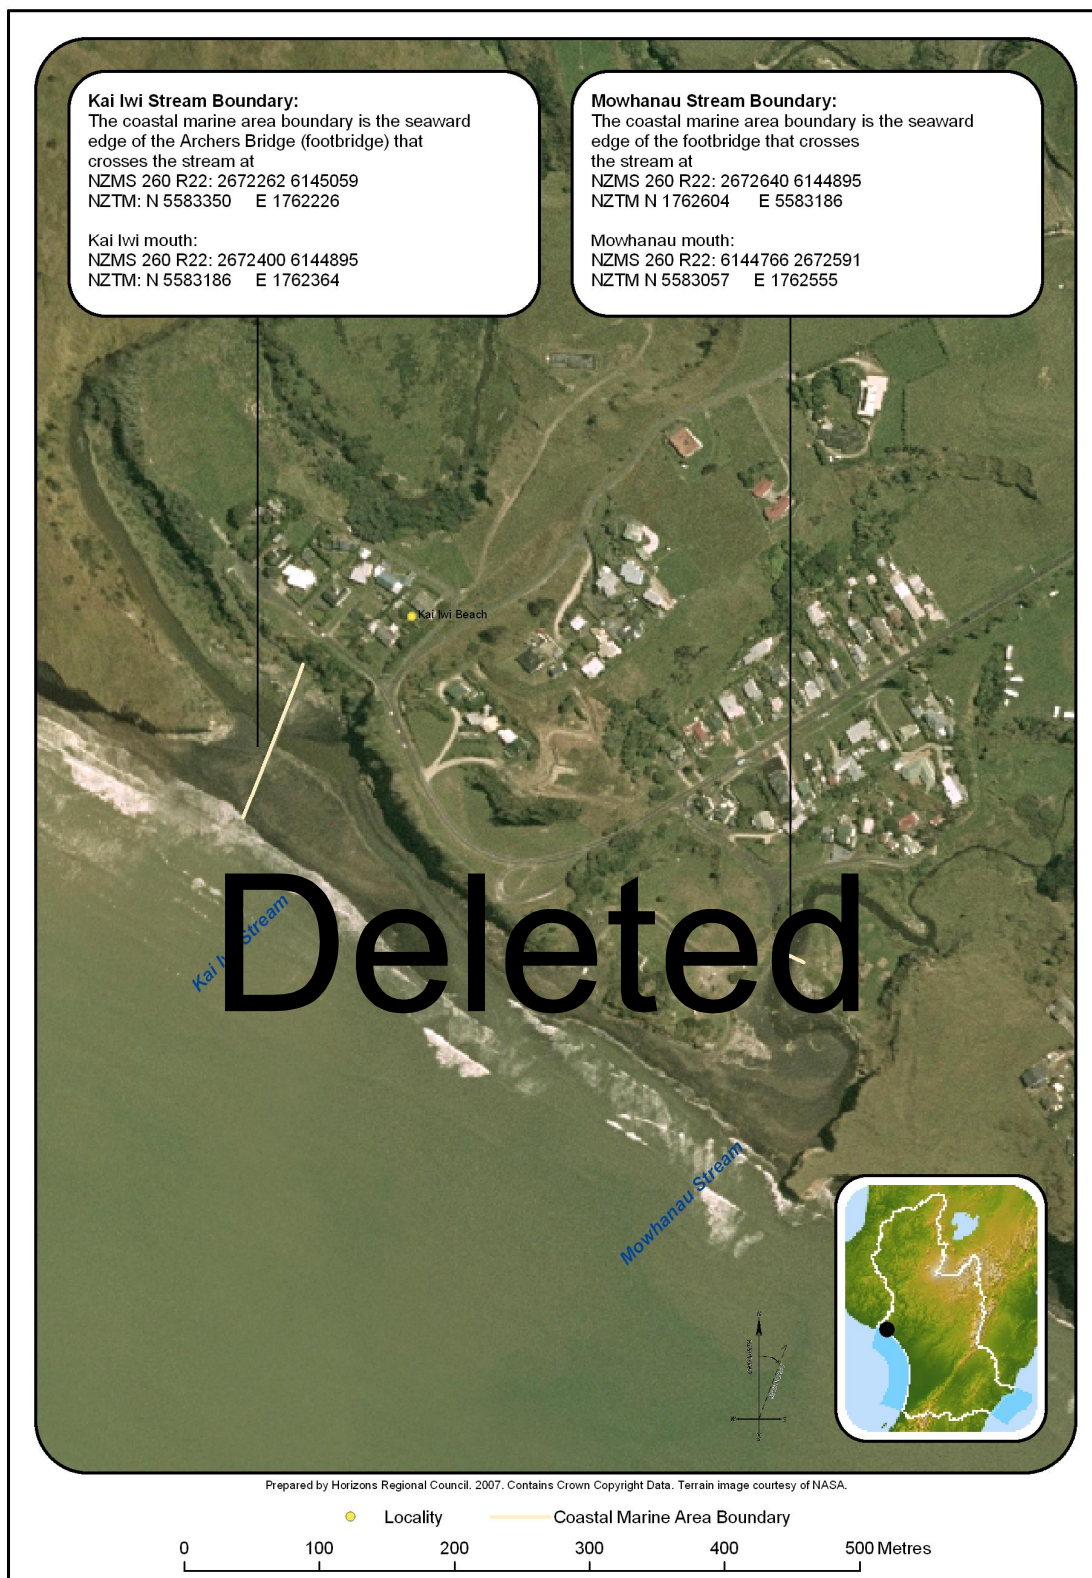 Kai Iwi Stream Boundary:
The coastal marine area boundary is the seaward
edge of the Archers Bridge (footbridge) that
crosses the stream at
NZMS 260 R22: 2672262 6145059
NZTM: N 5583350 E 1762226
Kai Iwi mouth:
NZMS 260 R22: 2672400 6144895
NZTM: N 5583186 E 1762364
Mowhanau Stream Boundary:
The coastal marine area boundary is the seaward
edge of the footbridge that crosses
the stream at
NZMS 260 R22: 2672640 6144895
NZTM N 1762604 E 5583186
Mowhanau mouth:
NZMS 260 R22: 6144766 2672591
NZTM N 5583057 E 1762555
Kai Iwi Beach
Deleted
Kai Iwi Stream
Mowhanau Stream
Prepared by Horizons Regional Council. 2007. Contains Crown Copyright Data. Terrain image courtesy of NASA.
Locality Coastal Marine Area Boundary
0 100 200 300 400 500 Metres